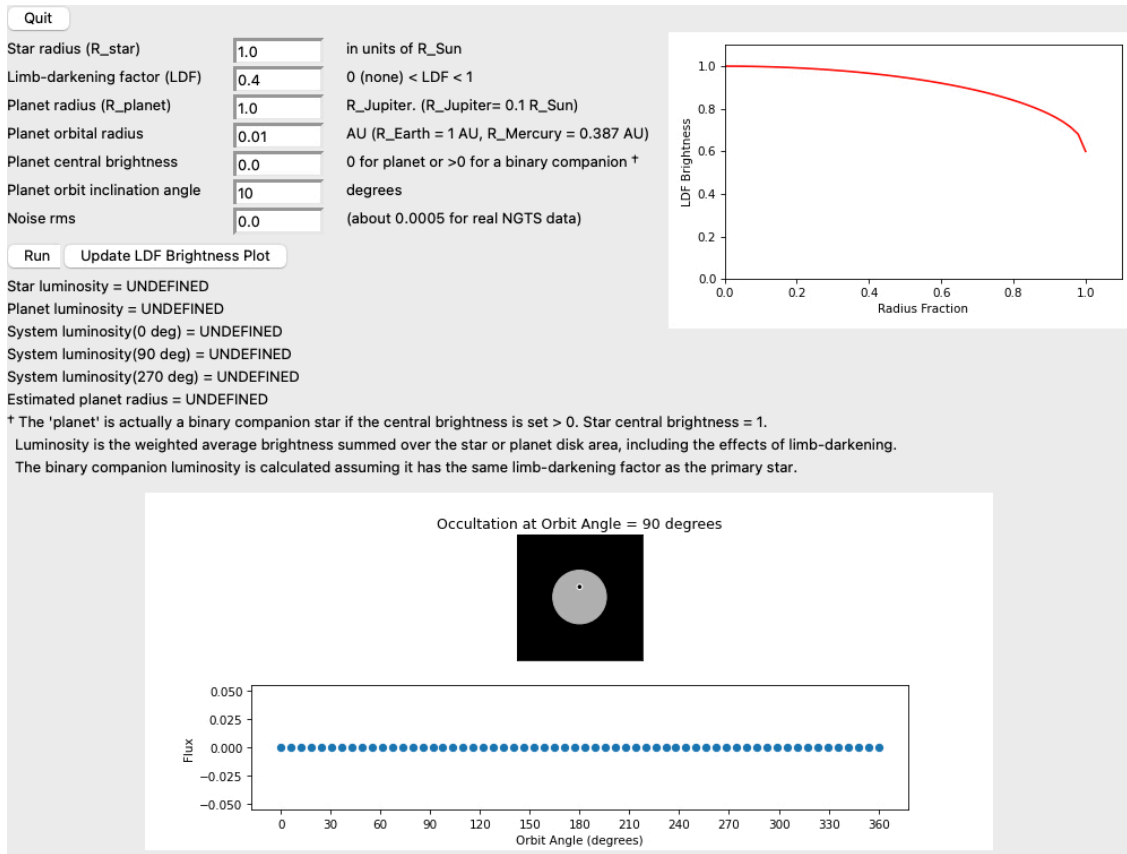 Quit
Star radius (R_star) 1.0 in units of R_Sun
Limb-darkening factor (LDF) 0.4 0 (none) < LDF < 1
Planet radius (R_planet) 1.0 R_Jupiter. (R_Jupiter= 0.1 R_Sun)
Planet orbital radius 0.01 AU (R_Earth = 1 AU, R_Mercury = 0.387 AU)
Planet central brightness 0.0 0 for planet or >0 for a binary companion †
Planet orbit inclination angle 10 degrees
Noise rms 0.0 (about 0.0005 for real NGTS data)
Run Update LDF Brightness Plot
Star luminosity = UNDEFINED
Planet luminosity = UNDEFINED
System luminosity(0 deg) = UNDEFINED
System luminosity(90 deg) = UNDEFINED
System luminosity(270 deg) = UNDEFINED
Estimated planet radius = UNDEFINED
† The 'planet' is actually a binary companion star if the central brightness is set > 0. Star central brightness = 1.
Luminosity is the weighted average brightness summed over the star or planet disk area, including the effects of limb-darkening.
The binary companion luminosity is calculated assuming it has the same limb-darkening factor as the primary star.
LDF Brightness
1.0
0.8
0.6
0.4
0.2
0.0
0.0 0.2 0.4 0.6 0.8 1.0
Radius Fraction
Occultation at Orbit Angle = 90 degrees
Flux
0.050
0.025
0.000
−0.025
−0.050
0 30 60 90 120 150 180 210 240 270 300 330 360
Orbit Angle (degrees)